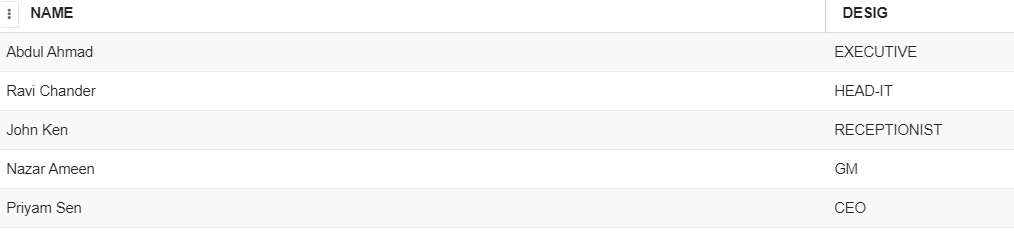 NAME DESIG
Abdul Ahmad EXECUTIVE
Ravi Chander HEAD-IT
John Ken RECEPTIONIST
Nazar Ameen GM
Priyam Sen CEO